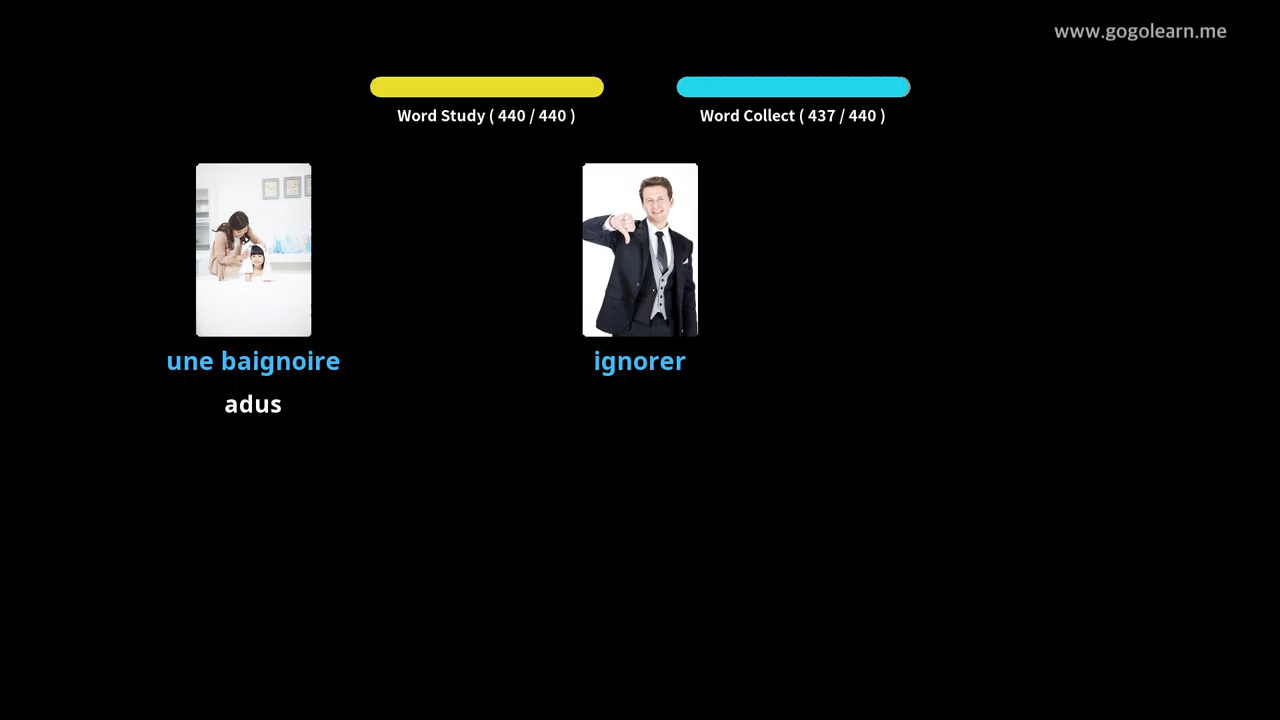 www.gogolearn.me
Word Study ( 440 / 440 )
Word Collect ( 437 / 440 )
une baignoire
ignorer
adus